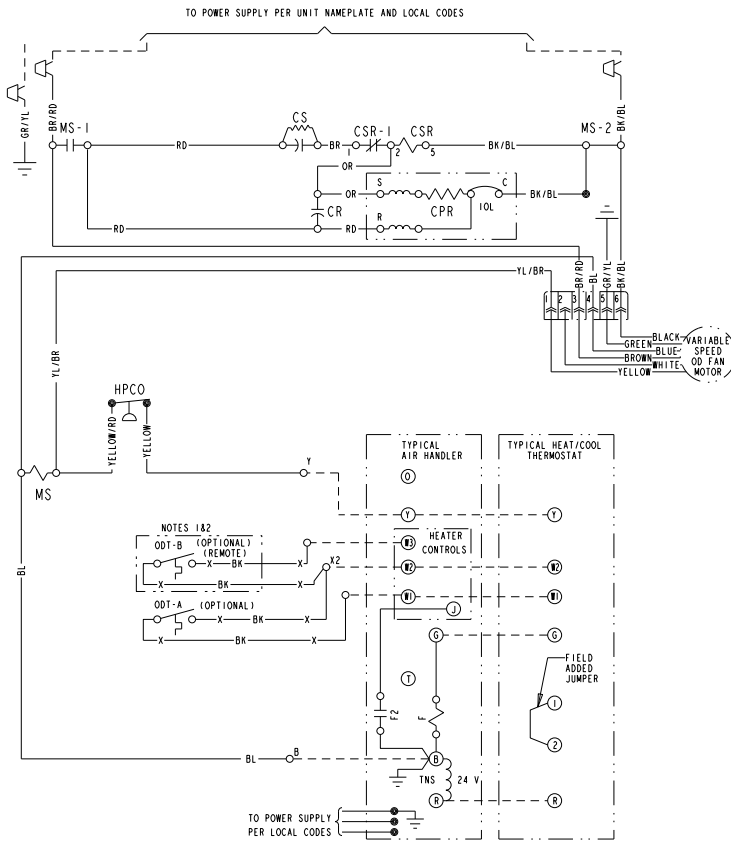 TO POWER SUPPLY PER UNIT NAMEPLATE AND LOCAL CODES
GR/YL
BR/RD
BK/BL
MS-1
CS
CSR-1
CSR
MS-2
RD
BR
1
2
5
BK/BL
OR
OR
S
C
BK/BL
CR
CPR
IOL
R
RD
RD
YL/BR
BR/RD
BL
GR/YL
BK/BL
1 2 3 4 5 6
BLACK
GREEN
BLUE
BROWN
WHITE
YELLOW
VARIABLE
SPEED
OD FAN
MOTOR
YL/BR
HPCO
YELLOW/RD
YELLOW
MS
Y
TYPICAL
AIR HANDLER
TYPICAL HEAT/COOL
THERMOSTAT
O
Y
Y
NOTES 1&2
ODT-B
(OPTIONAL)
(REMOTE)
X
BK
X
X
BK
X
X2
W3
HEATER
CONTROLS
W2
W2
W1
W1
J
ODT-A
(OPTIONAL)
X
BK
X
X
BK
X
BL
G
G
T
FIELD
ADDED
JUMPER
1
2
F2
F
BL
B
B
TNS
24 V
R
R
TO POWER SUPPLY
PER LOCAL CODES